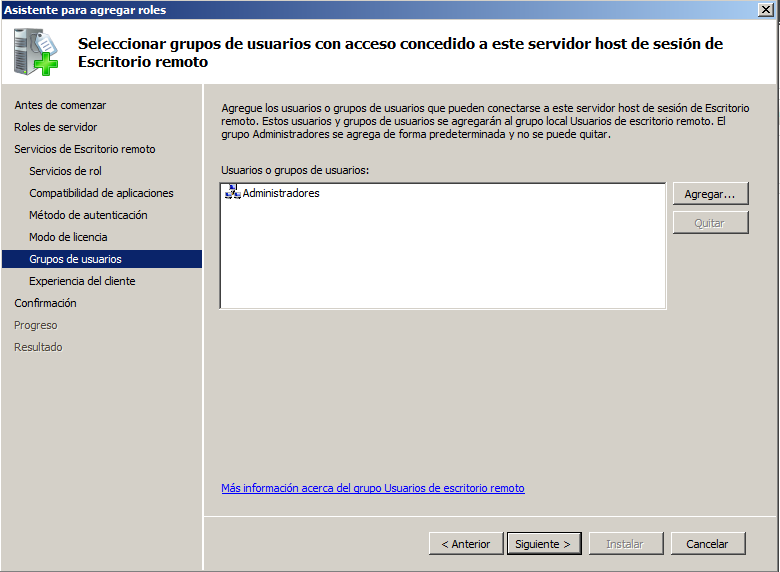 Asistente para agregar roles
Seleccionar grupos de usuarios con acceso concedido a este servidor host de sesión de
Escritorio remoto
Antes de comenzar
Roles de servidor
Servicios de Escritorio remoto
Servicios de rol
Compatibilidad de aplicaciones
Método de autenticación
Modo de licencia
Grupos de usuarios
Experiencia del cliente
Confirmación
Progreso
Resultado
Agregue los usuarios o grupos de usuarios que pueden conectarse a este servidor host de sesión de Escritorio
remoto. Estos usuarios y grupos de usuarios se agregarán al grupo local Usuarios de escritorio remoto. El
grupo Administradores se agrega de forma predeterminada y no se puede quitar.
Usuarios o grupos de usuarios:
Administradores
Agregar...
Quitar
Más información acerca del grupo Usuarios de escritorio remoto
< Anterior
Siguiente >
Instalar
Cancelar